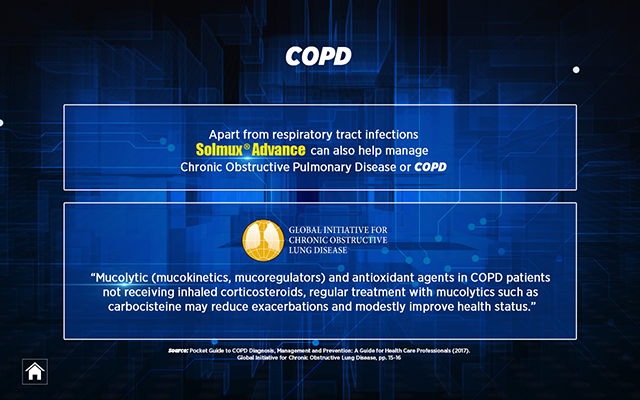 COPD
Apart from respiratory tract infections
Solmux® Advance can also help manage
Chronic Obstructive Pulmonary Disease or COPD
GLOBAL INITIATIVE FOR
CHRONIC OBSTRUCTIVE
LUNG DISEASE
“Mucolytic (mucokinetics, mucoregulators) and antioxidant agents in COPD patients
not receiving inhaled corticosteroids, regular treatment with mucolytics such as
carbocisteine may reduce exacerbations and modestly improve health status.”
Source: Pocket Guide to COPD Diagnosis, Management and Prevention: A Guide for Health Care Professionals (2017).
Global Initiative for Chronic Obstructive Lung Disease, pp. 15-16